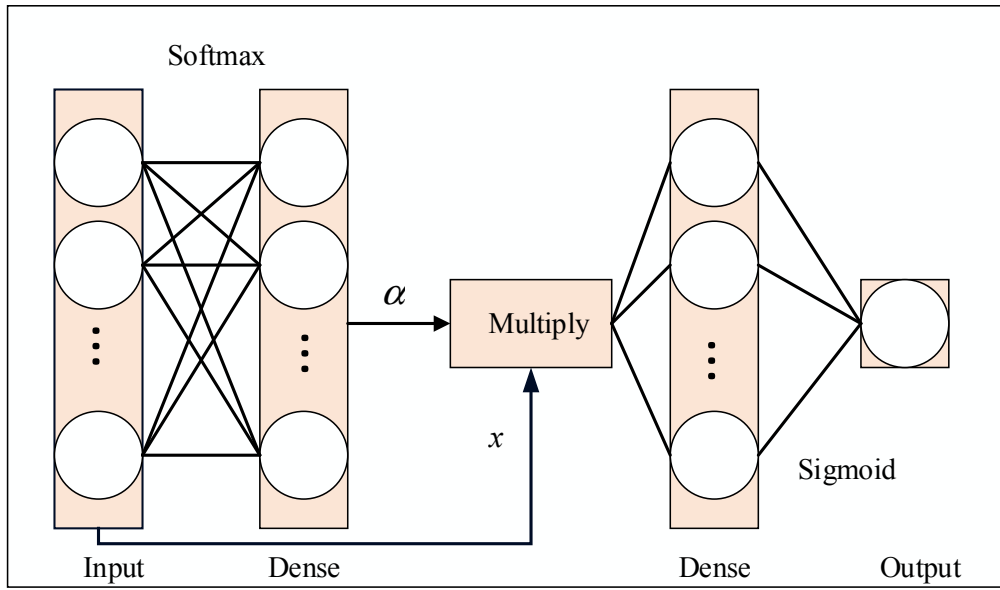 Softmax
α
Multiply
x
Sigmoid
Input
Dense
Dense
Output